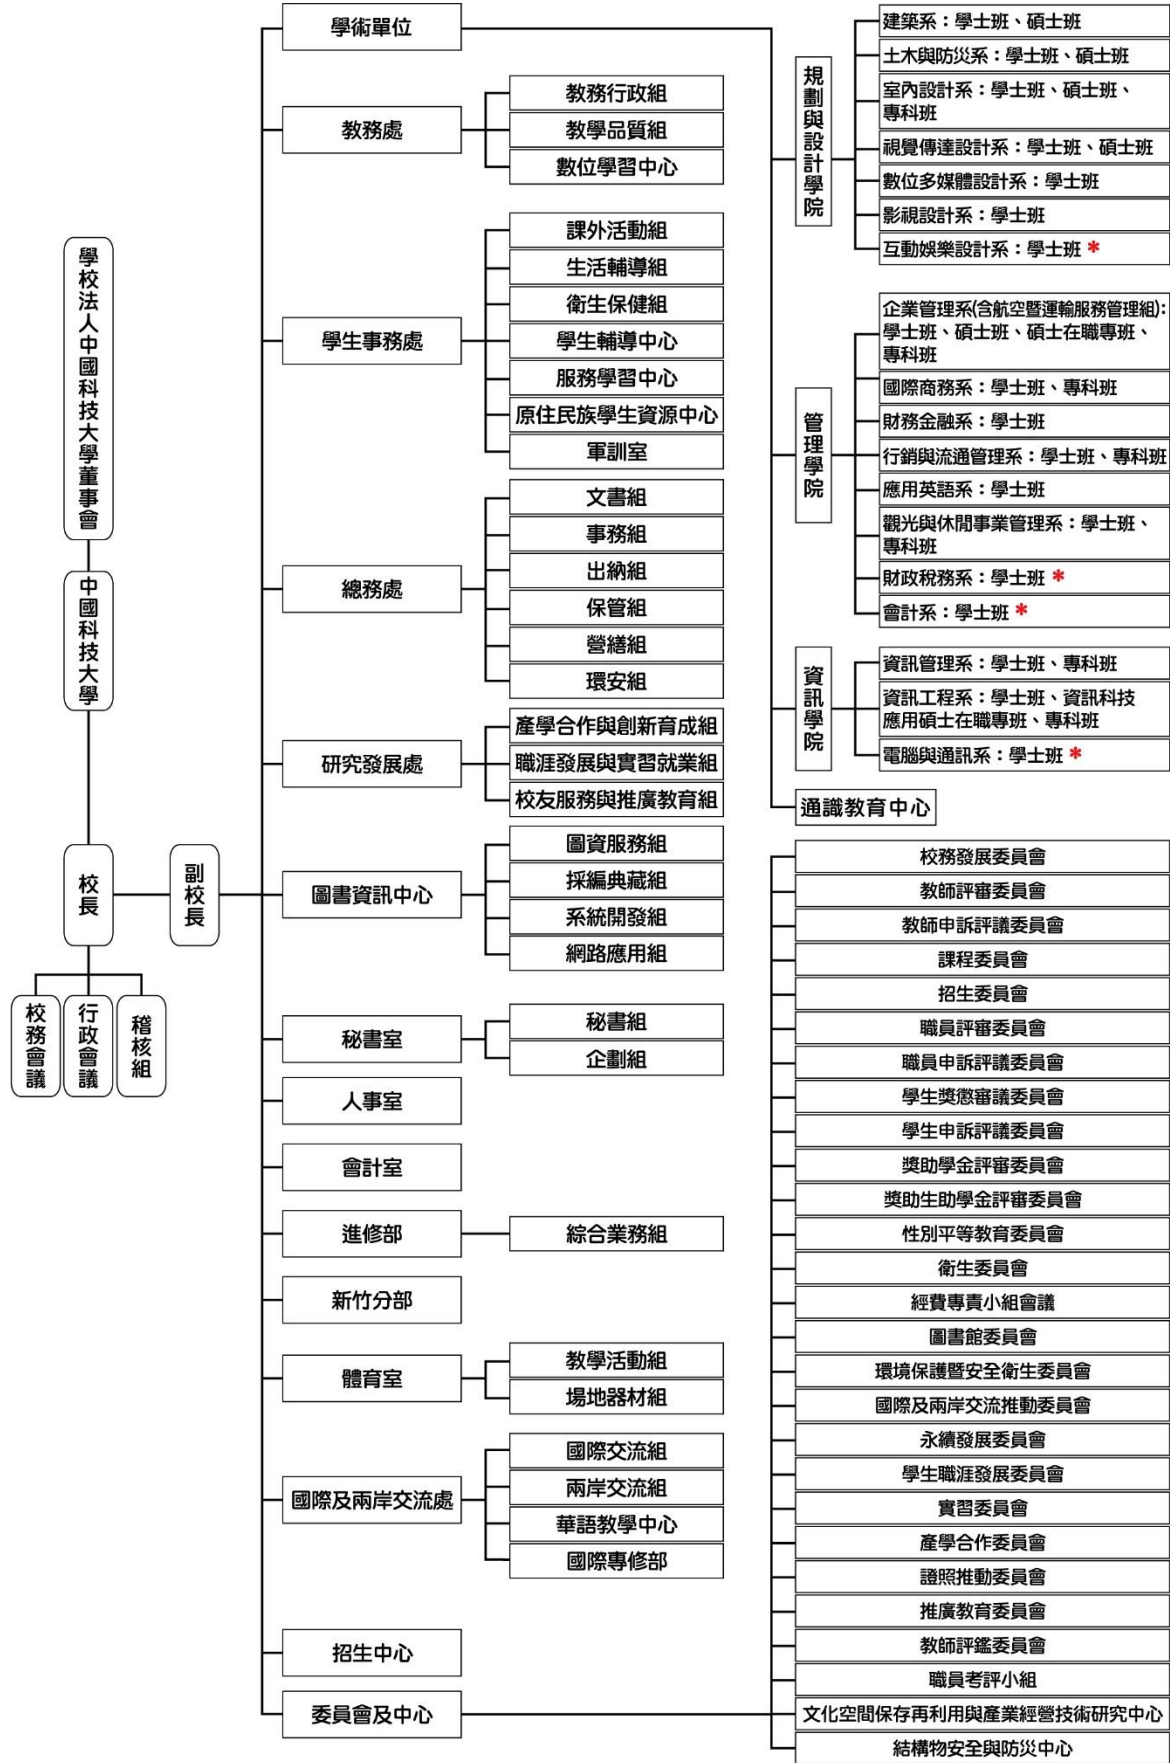 學校法人中國科技大學董事會
中國科技大學
校長
副校長
校務會議
行政會議
稽核組
學術單位
教務處
教務行政組
教學品質組
數位學習中心
學生事務處
課外活動組
生活輔導組
衛生保健組
學生輔導中心
服務學習中心
原住民族學生資源中心
軍訓室
總務處
文書組
事務組
出納組
保管組
營繕組
環安組
研究發展處
產學合作與創新育成組
職涯發展與實習就業組
校友服務與推廣教育組
圖書資訊中心
圖資服務組
採編典藏組
系統開發組
網路應用組
秘書室
秘書組
企劃組
人事室
會計室
進修部
綜合業務組
新竹分部
體育室
教學活動組
場地器材組
國際及兩岸交流處
國際交流組
兩岸交流組
華語教學中心
國際專修部
招生中心
委員會及中心
規劃與設計學院
建築系：學士班、碩士班
土木與防災系：學士班、碩士班
室內設計系：學士班、碩士班、
專科班
視覺傳達設計系：學士班、碩士班
數位多媒體設計系：學士班
影視設計系：學士班
互動娛樂設計系：學士班 *
管理學院
企業管理系(含航空暨運輸服務管理組):
學士班、碩士班、碩士在職專班、
專科班
國際商務系：學士班、專科班
財務金融系：學士班
行銷與流通管理系：學士班、專科班
應用英語系：學士班
觀光與休閒事業管理系：學士班、
專科班
財政稅務系：學士班 *
會計系：學士班 *
資訊學院
資訊管理系：學士班、專科班
資訊工程系：學士班、資訊科技
應用碩士在職專班、專科班
電腦與通訊系：學士班 *
通識教育中心
校務發展委員會
教師評審委員會
教師申訴評議委員會
課程委員會
招生委員會
職員評審委員會
職員申訴評議委員會
學生獎懲審議委員會
學生申訴評議委員會
獎助學金評審委員會
獎助生助學金評審委員會
性別平等教育委員會
衛生委員會
經費專責小組會議
圖書館委員會
環境保護暨安全衛生委員會
國際及兩岸交流推動委員會
永續發展委員會
學生職涯發展委員會
實習委員會
產學合作委員會
證照推動委員會
推廣教育委員會
教師評鑑委員會
職員考評小組
文化空間保存再利用與產業經營技術研究中心
結構物安全與防災中心